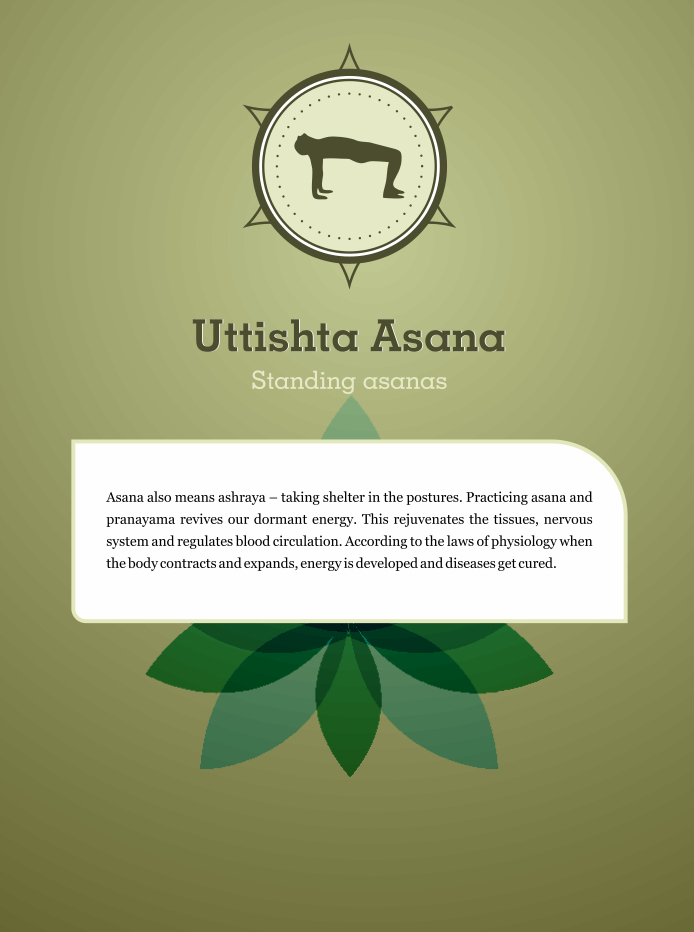 Uttishta Asana
Standing asanas
Asana also means ashraya – taking shelter in the postures. Practicing asana and
pranayama revives our dormant energy. This rejuvenates the tissues, nervous
system and regulates blood circulation. According to the laws of physiology when
the body contracts and expands, energy is developed and diseases get cured.